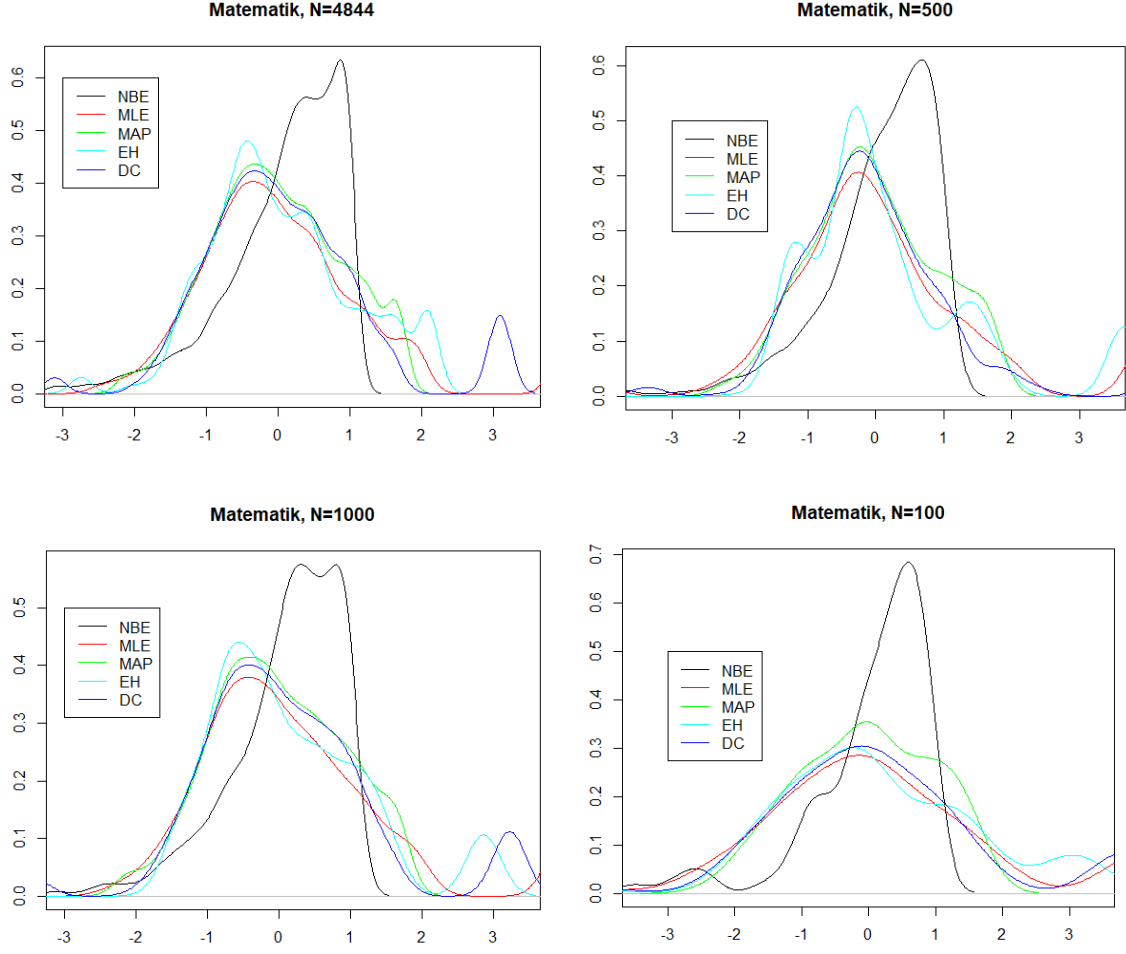 Matematik, N=4844
0.0 0.1 0.2 0.3 0.4 0.5 0.6
NBE
MLE
MAP
EH
DC
-3 -2 -1 0 1 2 3
Matematik, N=500
0.0 0.1 0.2 0.3 0.4 0.5 0.6
NBE
MLE
MAP
EH
DC
-3 -2 -1 0 1 2 3
Matematik, N=1000
0.0 0.1 0.2 0.3 0.4 0.5
NBE
MLE
MAP
EH
DC
-3 -2 -1 0 1 2 3
Matematik, N=100
0.0 0.1 0.2 0.3 0.4 0.5 0.6 0.7
NBE
MLE
MAP
EH
DC
-3 -2 -1 0 1 2 3